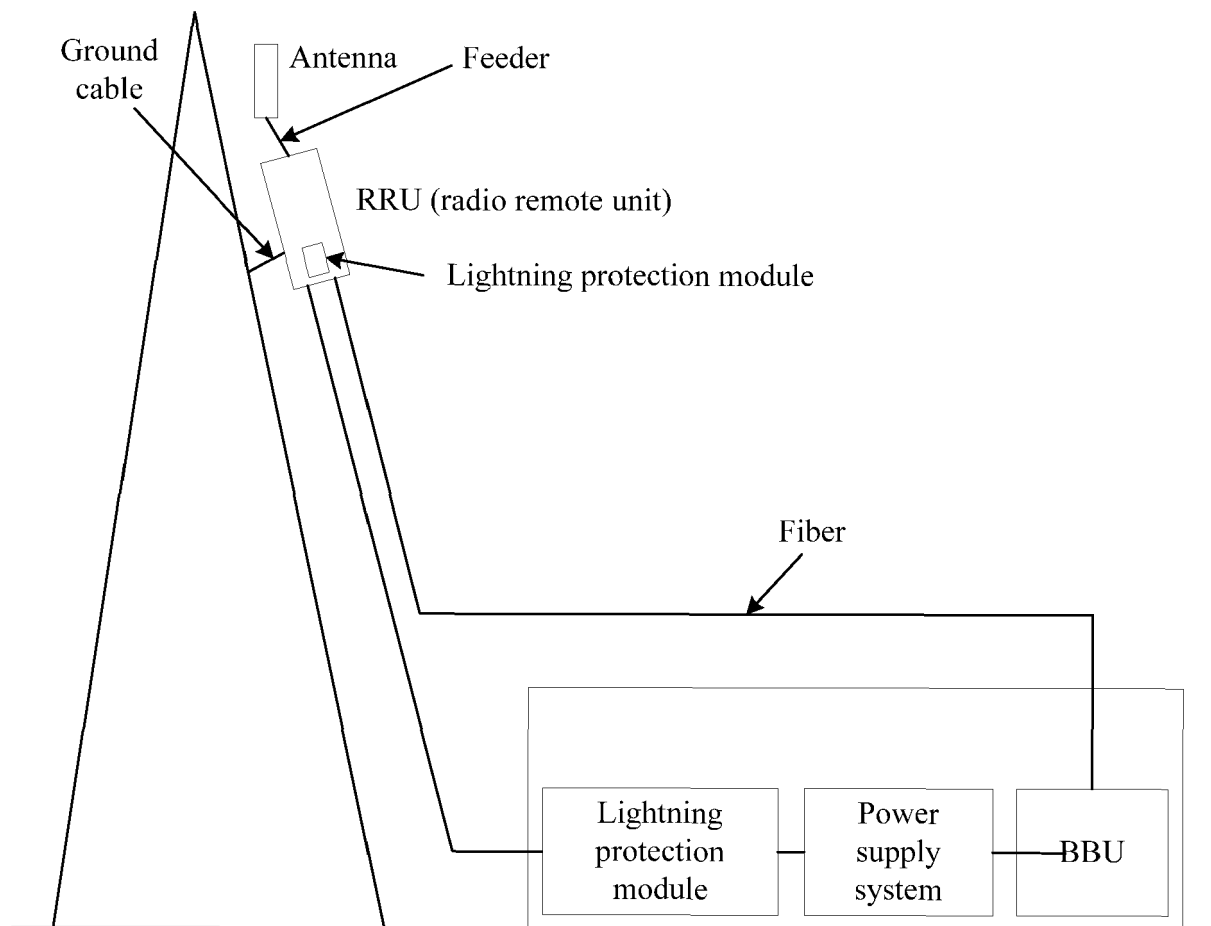 Ground
cable
Antenna
Feeder
RRU (radio remote unit)
Lightning protection module
Fiber
Lightning
protection
module
Power
supply
system
BBU